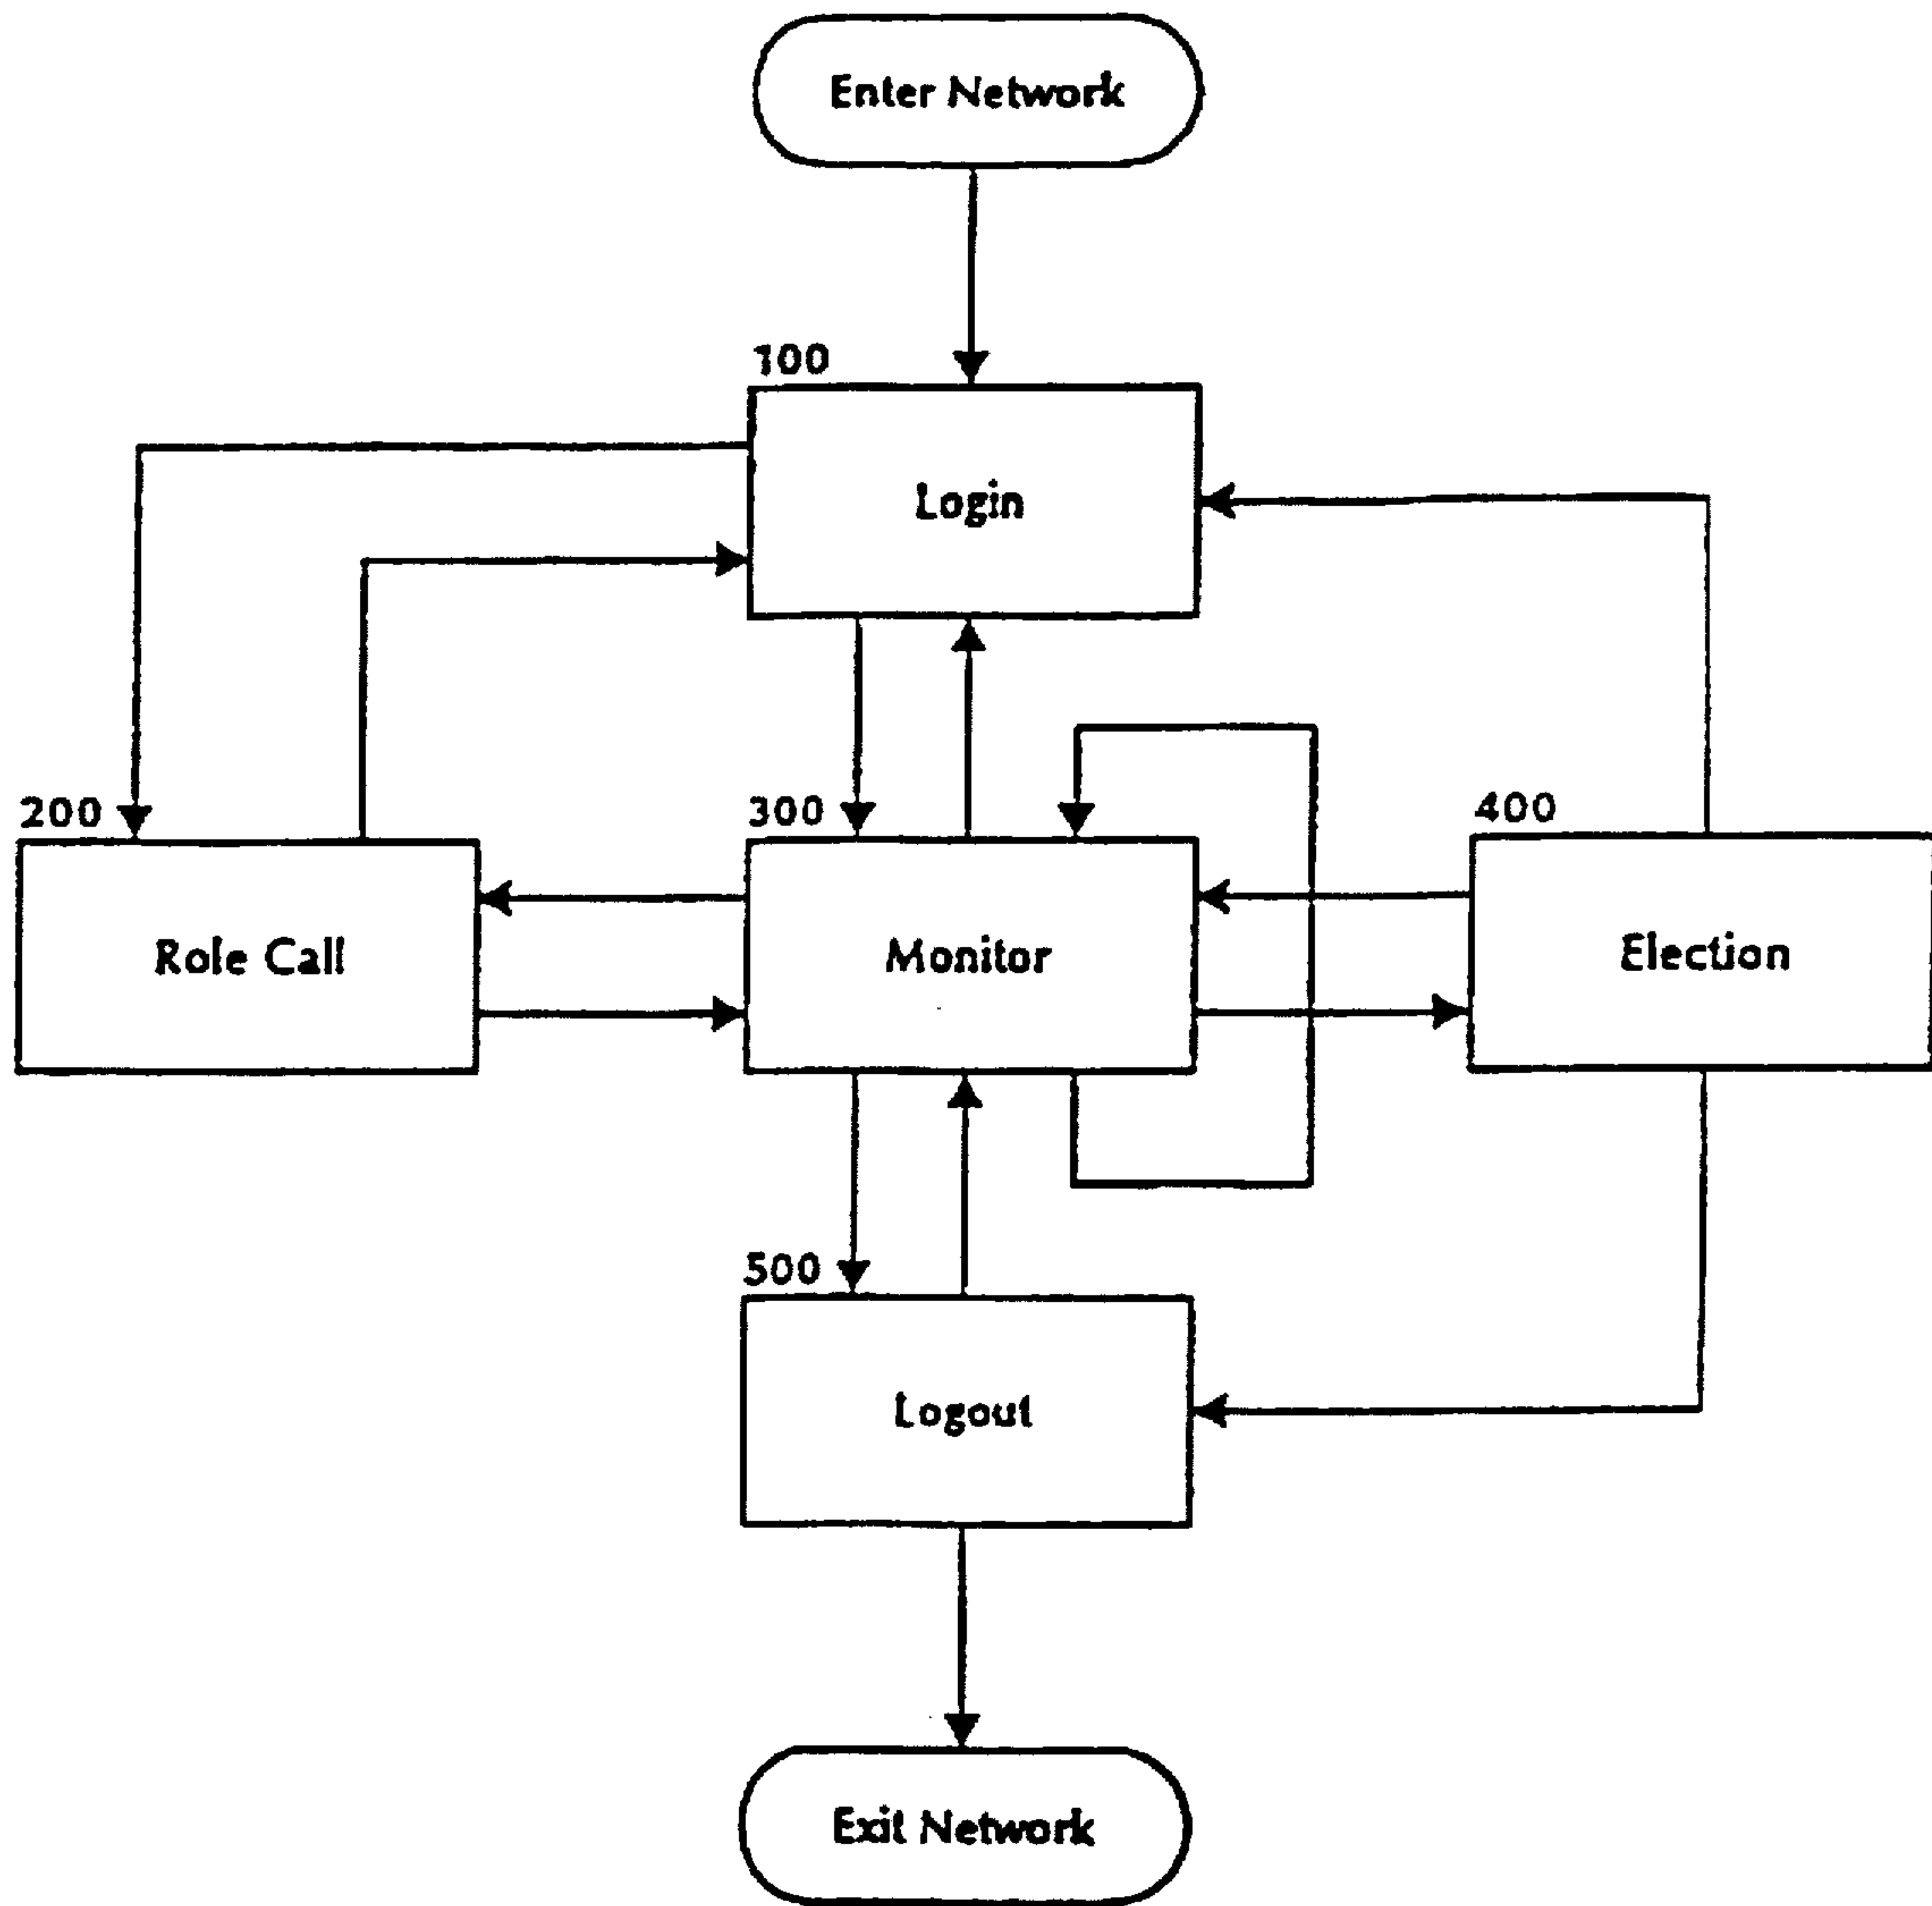 Enter Network
100
Login
200
Role Call
300
Monitor
400
Election
500
Logout
Exit Network